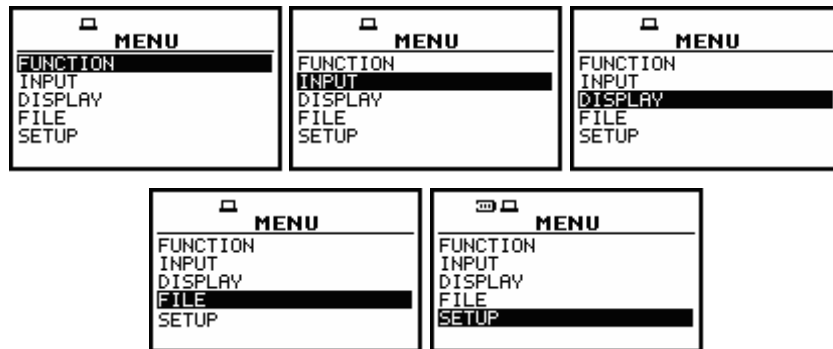 MENU
FUNCTION
INPUT
DISPLAY
FILE
SETUP
MENU
FUNCTION
INPUT
DISPLAY
FILE
SETUP
MENU
FUNCTION
INPUT
DISPLAY
FILE
SETUP
MENU
FUNCTION
INPUT
DISPLAY
FILE
SETUP
MENU
FUNCTION
INPUT
DISPLAY
FILE
SETUP